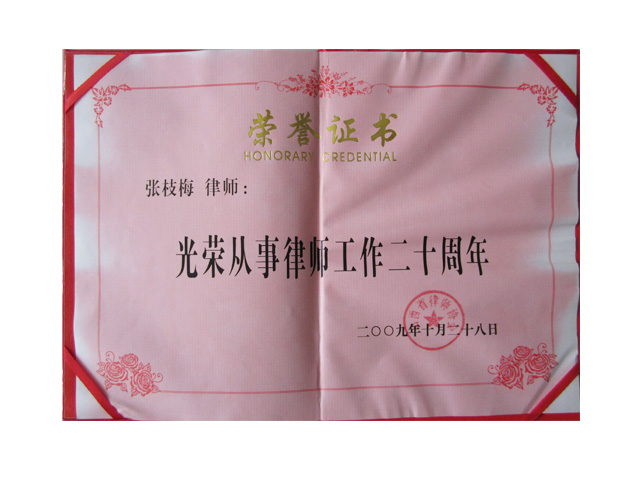 荣誉证书
HONORARY CREDENTIAL
张枝梅 律师：
光荣从事律师工作二十周年
二〇〇九年十月二十八日